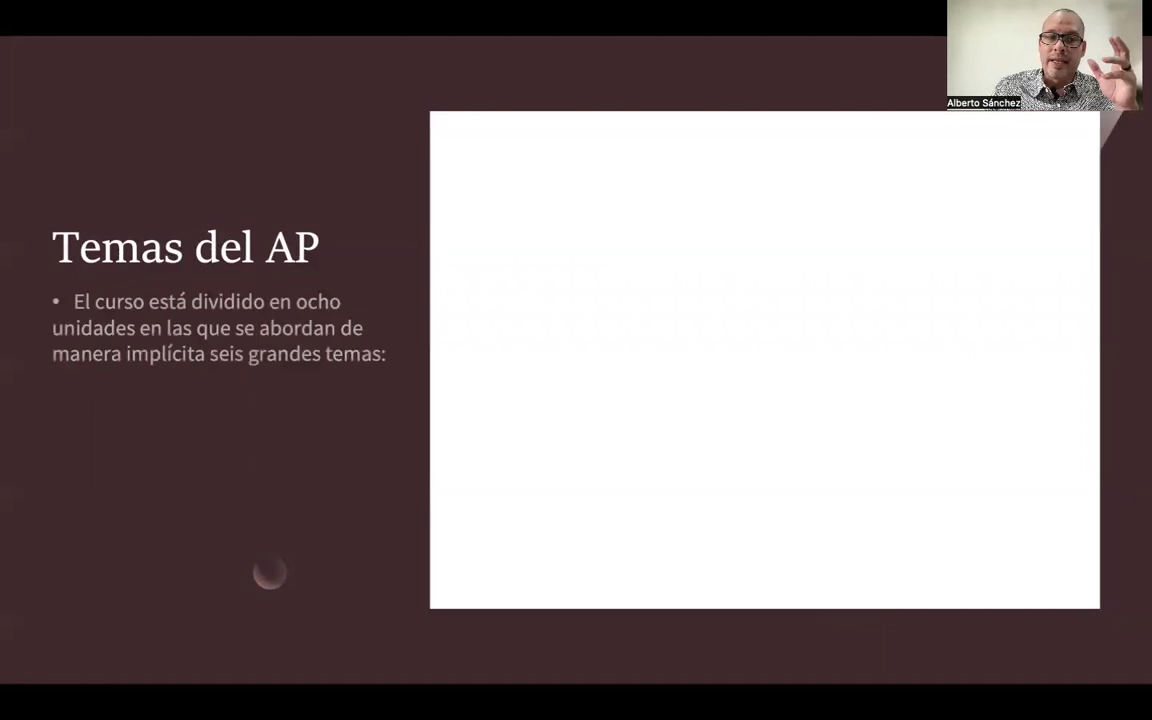 Alberto Sánchez
Temas del AP
• El curso está dividido en ocho
unidades en las que se abordan de
manera implícita seis grandes temas: